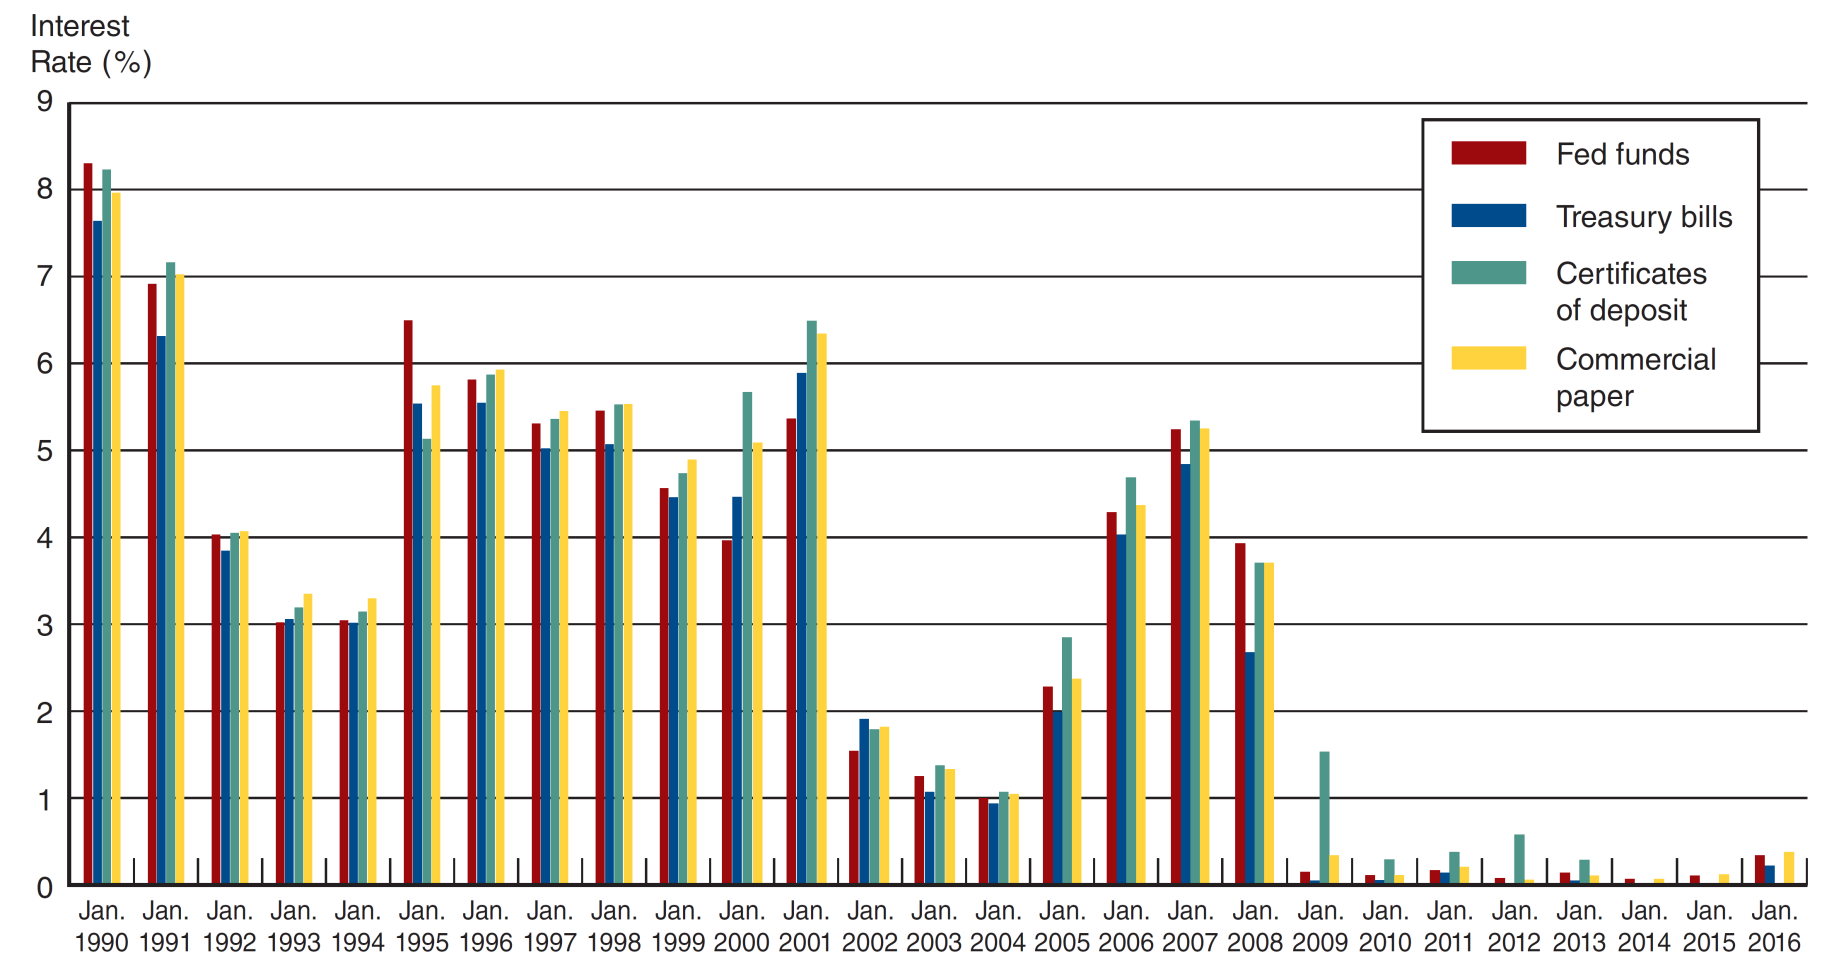 Interest
Rate (%)
9
8
7
6
5
4
3
2
1
0
Fed funds
Treasury bills
Certificates
of deposit
Commercial
paper
Jan. Jan. Jan. Jan. Jan. Jan. Jan. Jan. Jan. Jan. Jan. Jan. Jan. Jan. Jan. Jan. Jan. Jan. Jan. Jan. Jan. Jan. Jan. Jan. Jan. Jan. Jan.
1990 1991 1992 1993 1994 1995 1996 1997 1998 1999 2000 2001 2002 2003 2004 2005 2006 2007 2008 2009 2010 2011 2012 2013 2014 2015 2016